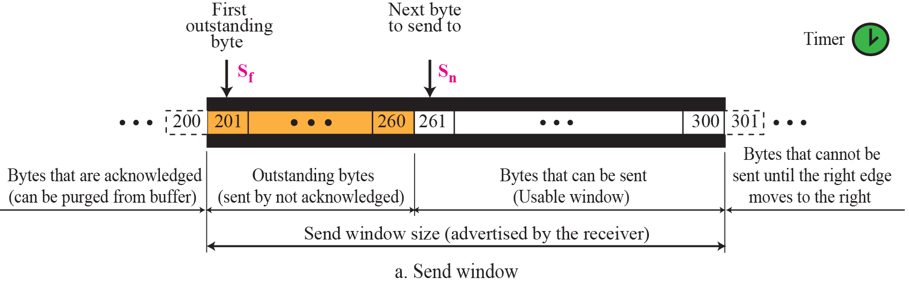 First
outstanding
byte
Next byte
to send to
Timer
Sf
Sn
• • • 200 201 • • • 260 261 • • • 300 301 • • •
Bytes that are acknowledged
(can be purged from buffer)
Outstanding bytes
(sent by not acknowledged)
Bytes that can be sent
(Usable window)
Bytes that cannot be
sent until the right edge
moves to the right
Send window size (advertised by the receiver)
a. Send window